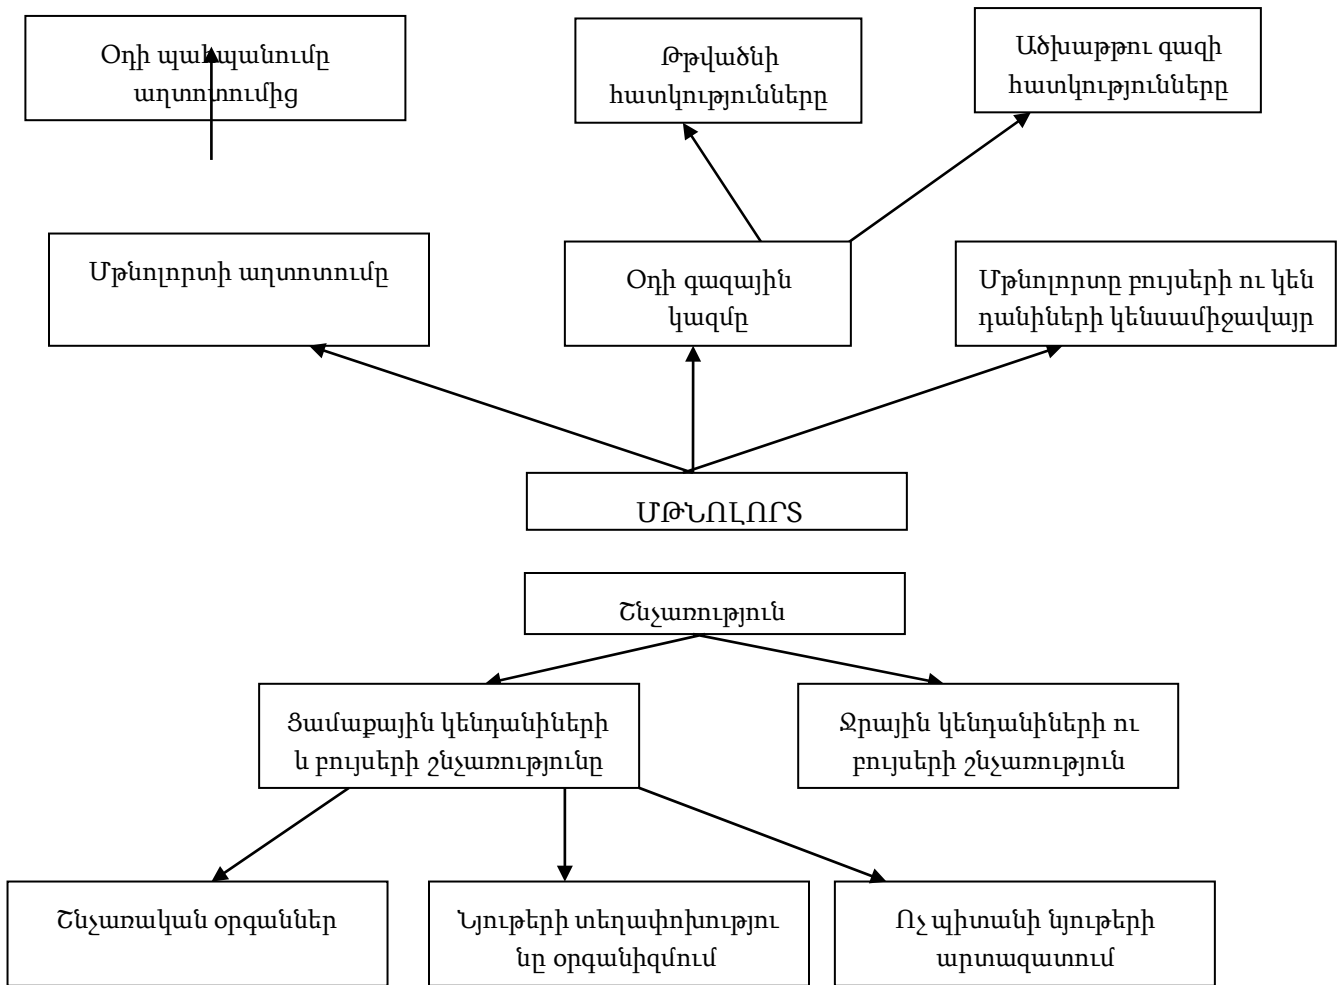 Օդի պահպանումը
աղտոտումից
Թթվածնի
հատկությունները
Ածխաթթու գազի
հատկությունները
Մթնոլորտի աղտոտումը
Օդի գազային
կազմը
Մթնոլորտը բույսերի ու կեն
դանիների կենսամիջավայր
ՄԹՆՈԼՈՐՏ
Շնչառություն
Ցամաքային կենդանիների
և բույսերի շնչառությունը
Ջրային կենդանիների ու
բույսերի շնչառություն
Շնչառական օրգաններ
Նյութերի տեղափոխությու
նը օրգանիզմում
Ոչ պիտանի նյութերի
արտազատում